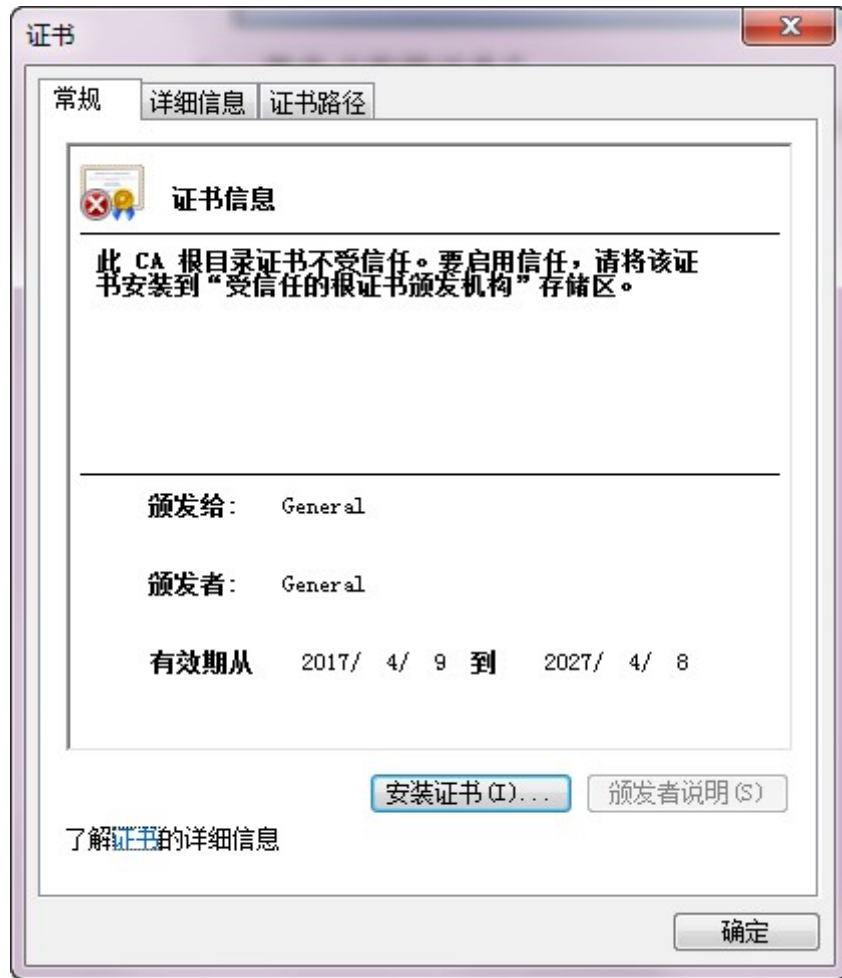 证书
常规 详细信息 证书路径
证书信息
此 CA 根目录证书不受信任。要启用信任，请将该证
书安装到“受信任的根证书颁发机构”存储区。
颁发给: General
颁发者: General
有效期从 2017/ 4/ 9 到 2027/ 4/ 8
安装证书(I)... 颁发者说明(S)
了解证书的详细信息
确定